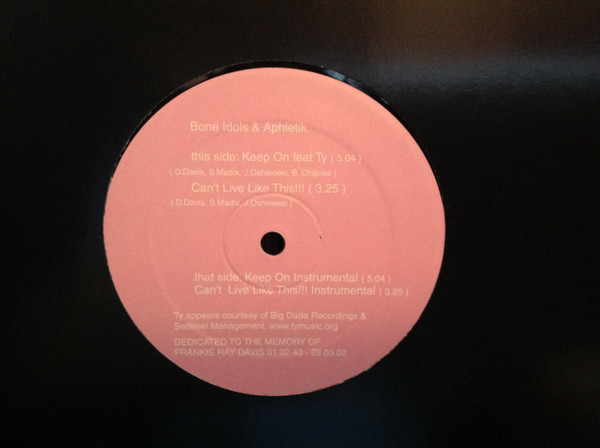 Bone Idols & Aphletik
this side: Keep On feat Ty ( 5.04 )
( D.Davis, S.Madix, J.Oshinowo, B. Chijioke )
Can't Live Like This!!! ( 3.25 )
( D.Davis, S.Madix, J.Oshinowo )
that side: Keep On Instrumental ( 5.04 )
Can't Live Like This!!! Instrumental ( 3.25 )
Ty appears courtesy of Big Dada Recordings &
Sentinel Management. www.tymusic.org
DEDICATED TO THE MEMORY OF
FRANKIE RAY DAVIS 01.02.43 - 28.03.02